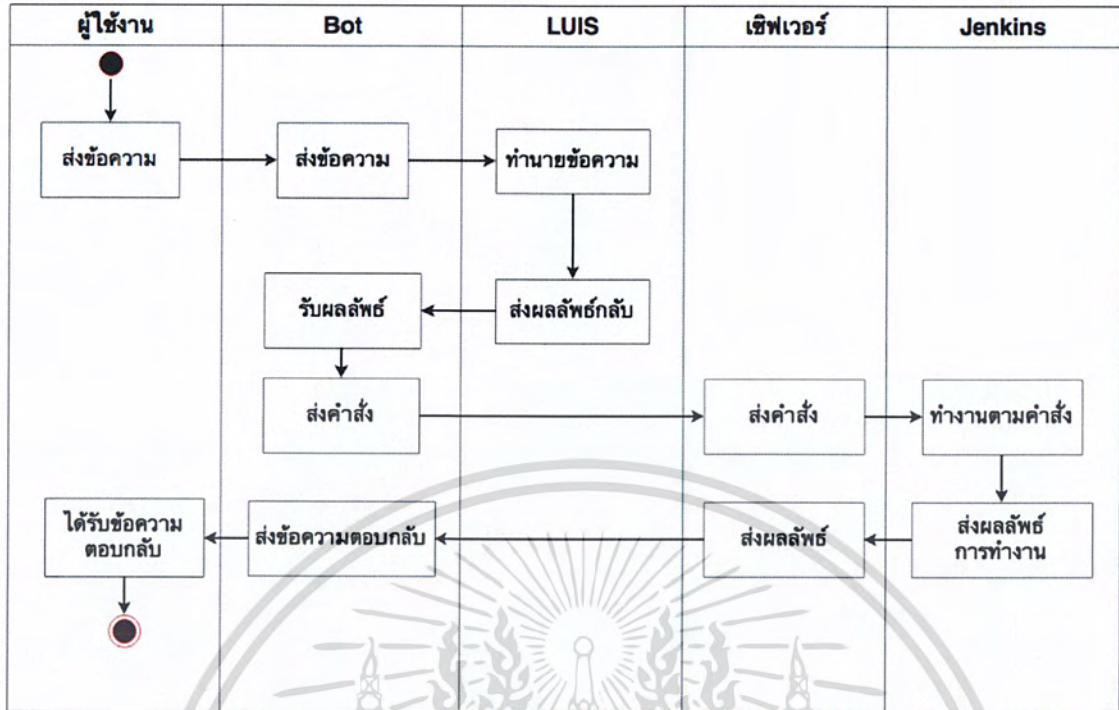 ผู้ใช้งาน
Bot
LUIS
เซิฟเวอร์
Jenkins
ส่งข้อความ
ส่งข้อความ
ทำนายข้อความ
รับผลลัพธ์
ส่งผลลัพธ์กลับ
ส่งคำสั่ง
ส่งคำสั่ง
ทำงานตามคำสั่ง
ได้รับข้อความ
ตอบกลับ
ส่งข้อความตอบกลับ
ส่งผลลัพธ์
ส่งผลลัพธ์
การทำงาน